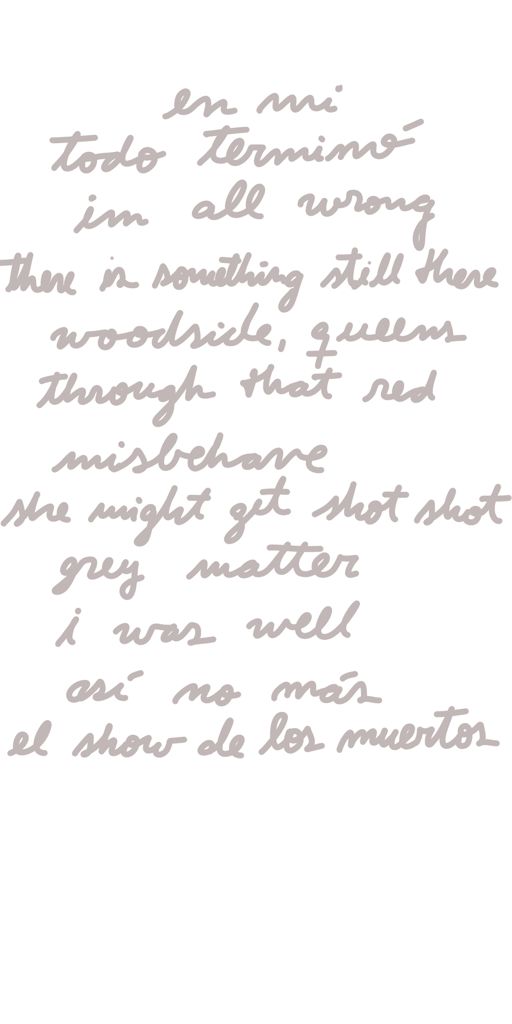 en mi
todo terminó
im all wrong
there is something still there
woodside, queens
through that red
misbehave
she might get shot shot
grey matter
i was well
así no más
el show de los muertos